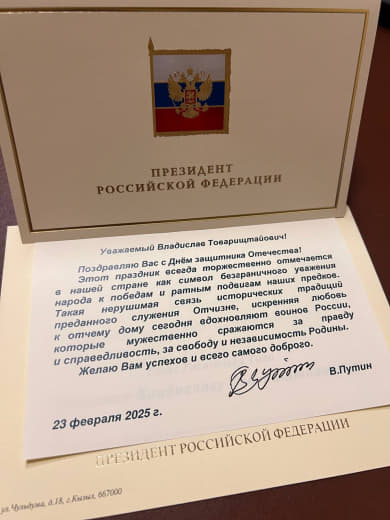 ПРЕЗИДЕНТ
РОССИЙСКОЙ ФЕДЕРАЦИИ
Уважаемый Владислав Товарищтайович!
Поздравляю Вас с Днём защитника Отечества!
Этот праздник всегда торжественно отмечается
в нашей стране как символ безграничного уважения
народа к победам и ратным подвигам наших предков.
Такая нерушимая связь исторических традиций
преданного служения Отчизне, искренняя любовь
к отчему дому сегодня вдохновляют воинов России,
которые мужественно сражаются за правду
и справедливость, за свободу и независимость Родины.
Желаю Вам успехов и всего самого доброго.
В.Путин
23 февраля 2025 г.
ПРЕЗИДЕНТ РОССИЙСКОЙ ФЕДЕРАЦИИ
ул.Чульдума, д.18, г.Кызыл, 667000